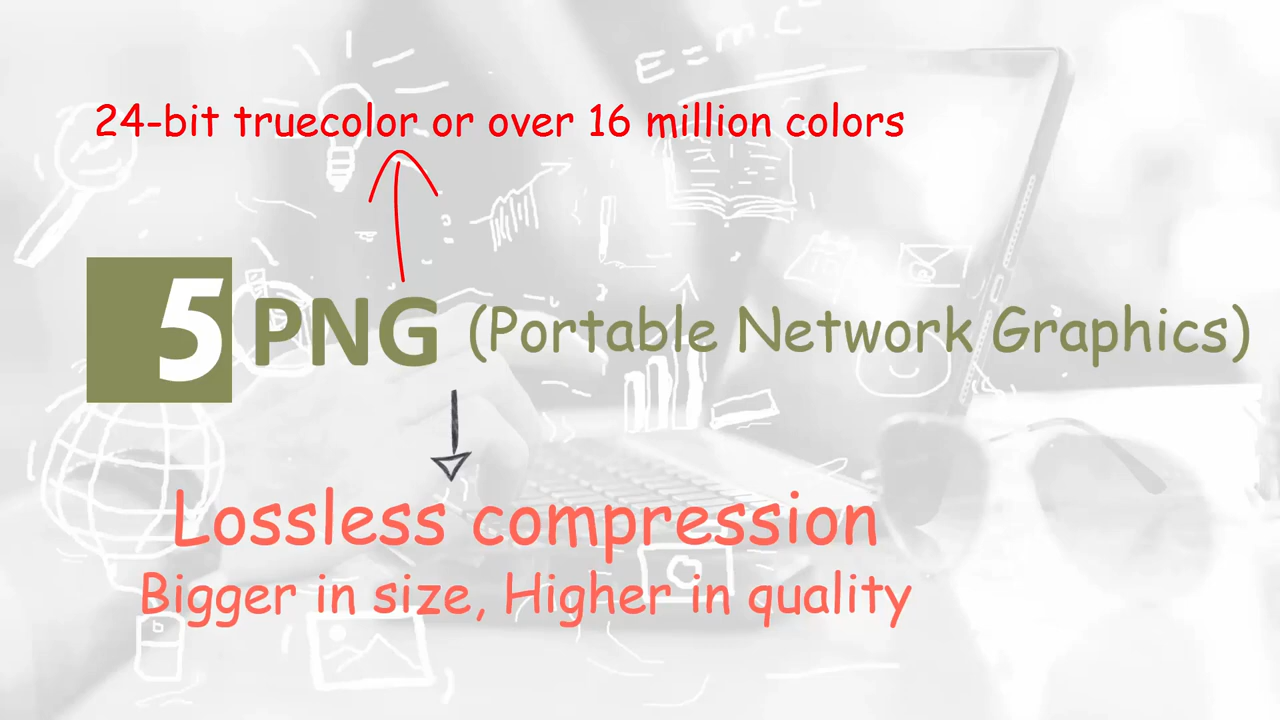 E=m.c²
24-bit truecolor or over 16 million colors
5 PNG (Portable Network Graphics)
Lossless compression
Bigger in size, Higher in quality